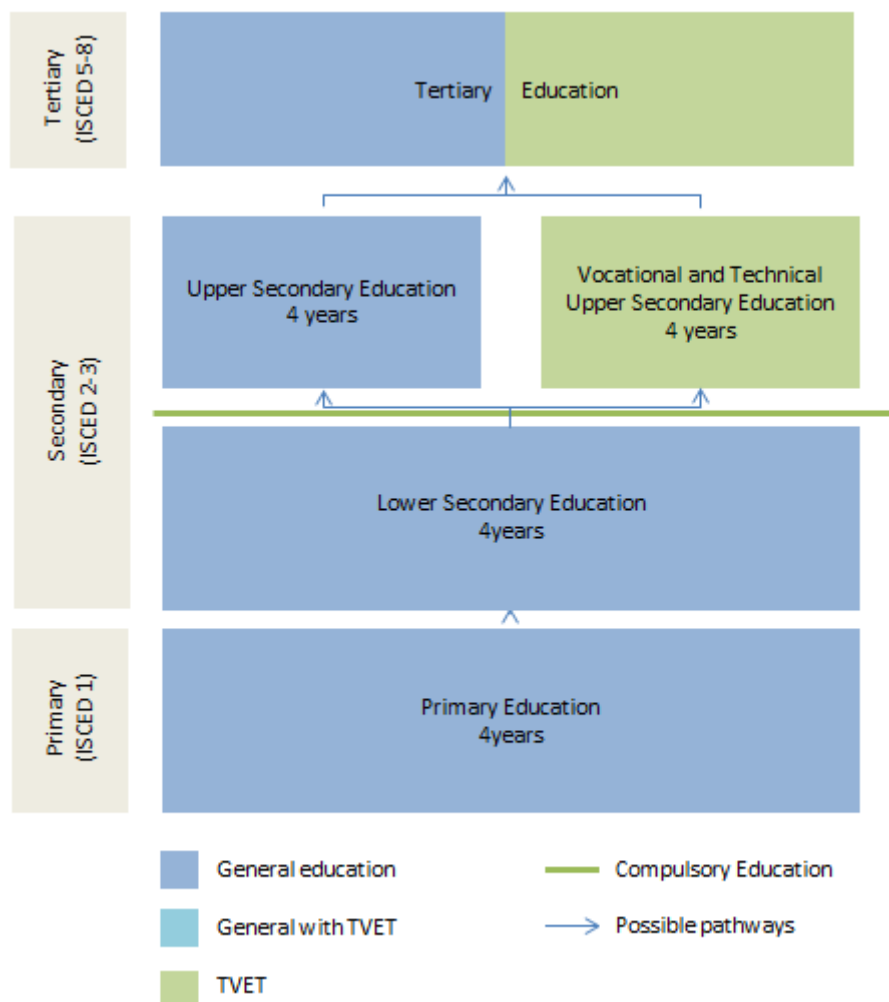 Tertiary
(ISCED 5-8)
Tertiary Education
Secondary
(ISCED 2-3)
Upper Secondary Education
4 years
Vocational and Technical
Upper Secondary Education
4 years
Lower Secondary Education
4years
Primary
(ISCED 1)
Primary Education
4years
General education
Compulsory Education
General with TVET
Possible pathways
TVET